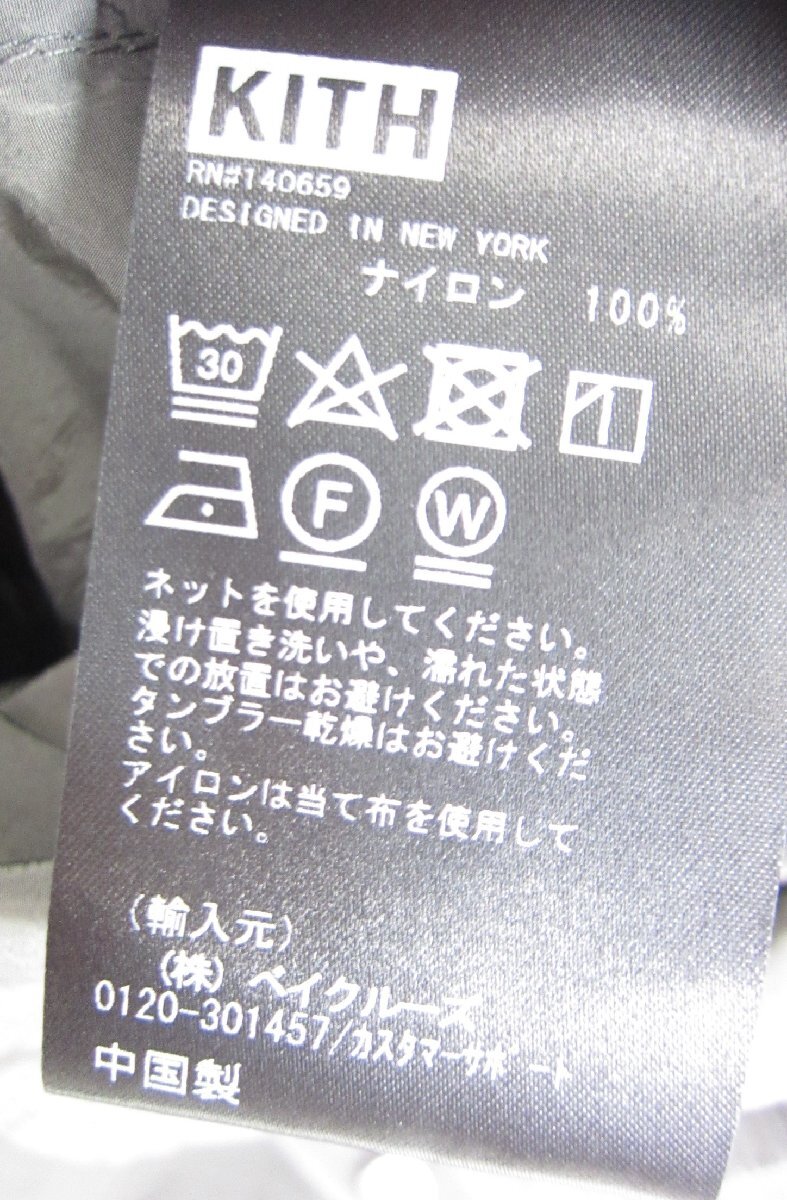 KITH
RN#140659
DESIGNED IN NEW YORK
ナイロン 100%
30
F W
ネットを使用してください。
浸け置き洗いや、濡れた状態
での放置はお避けください。
タンブラー乾燥はお避けくだ
さい。
アイロンは当て布を使用して
ください。
(輸入元)
(株) ベイクルーズ
0120-301457/カスタマーサポート
中国製